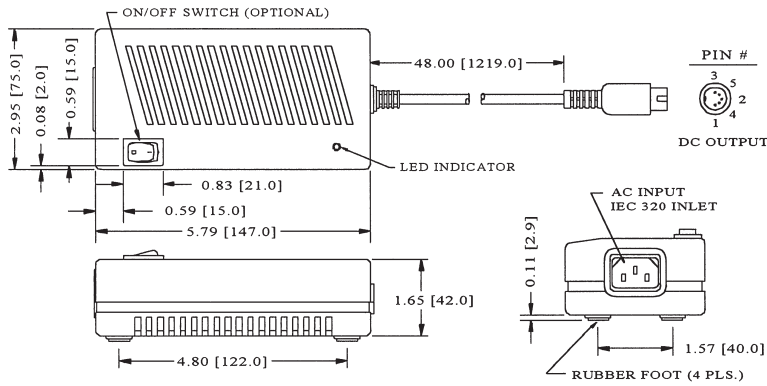 ON/OFF SWITCH (OPTIONAL)
2.95 [75.0]
0.08 [2.0]
0.59 [15.0]
48.00 [1219.0]
PIN #
3
5
2
4
1
DC OUTPUT
LED INDICATOR
0.83 [21.0]
0.59 [15.0]
5.79 [147.0]
AC INPUT
IEC 320 INLET
0.11 [2.9]
1.65 [42.0]
4.80 [122.0]
1.57 [40.0]
RUBBER FOOT (4 PLS.)